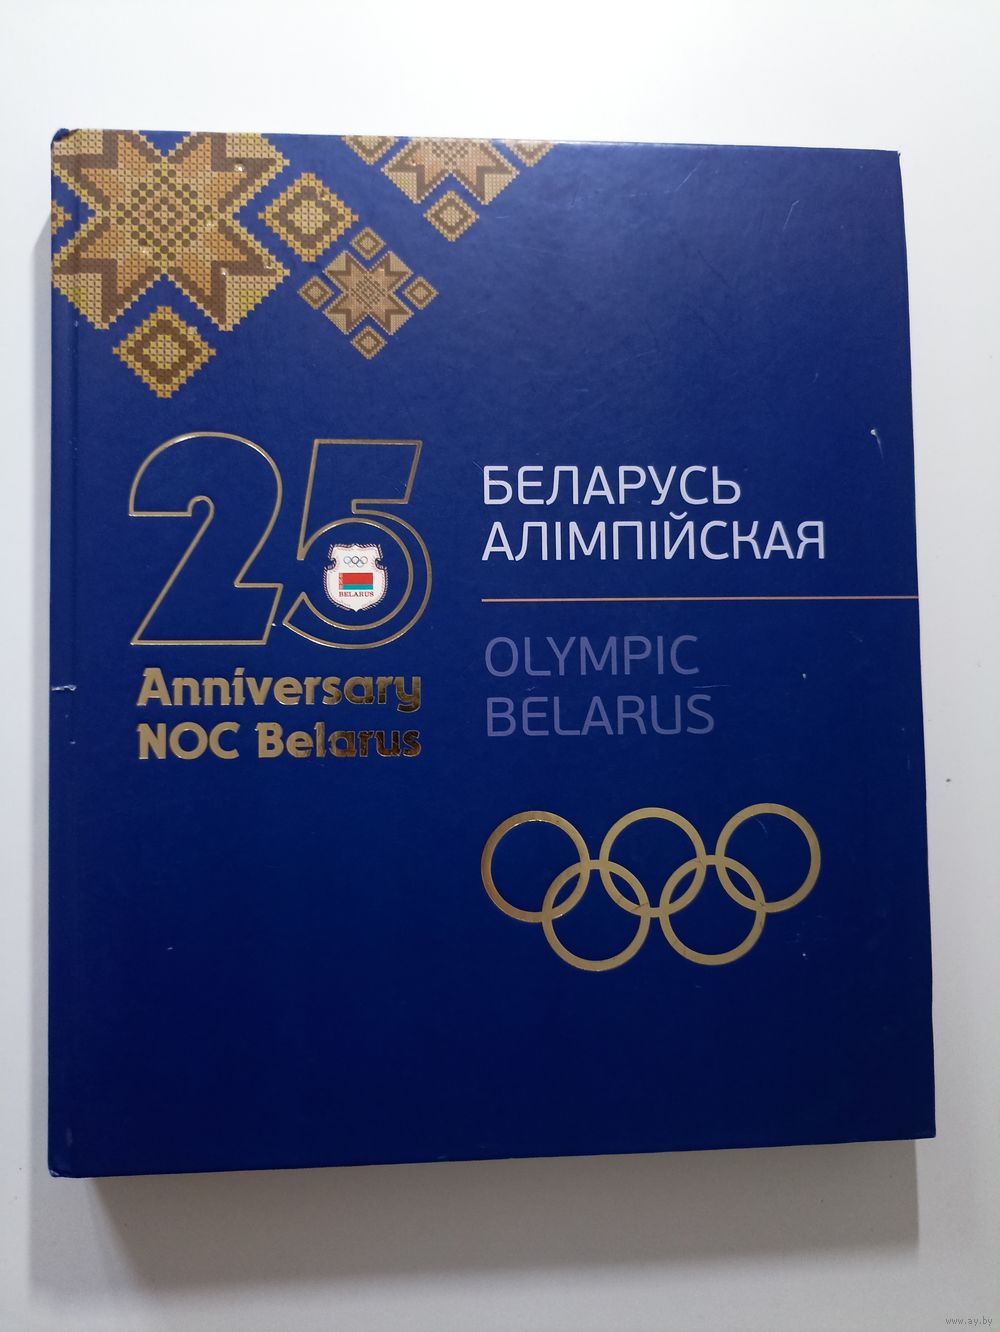 25
BELARUS
Anniversary
NOC Belarus
БЕЛАРУСЬ
АЛІМПІЙСКАЯ
OLYMPIC
BELARUS
www.ay.by